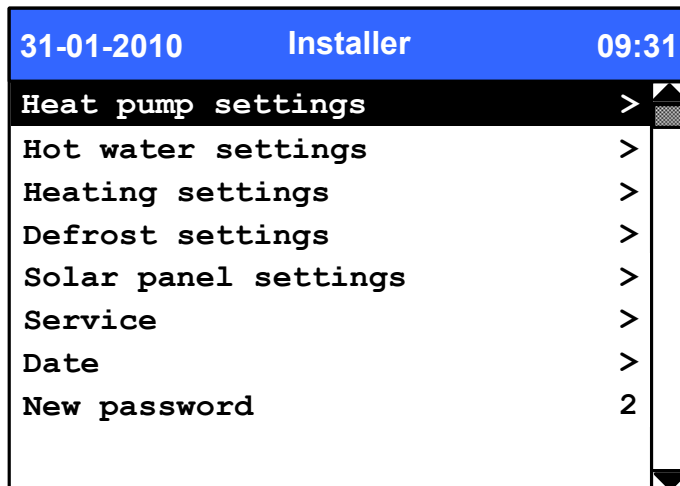 31-01-2010 Installer 09:31
Heat pump settings >
Hot water settings >
Heating settings >
Defrost settings >
Solar panel settings >
Service >
Date >
New password 2